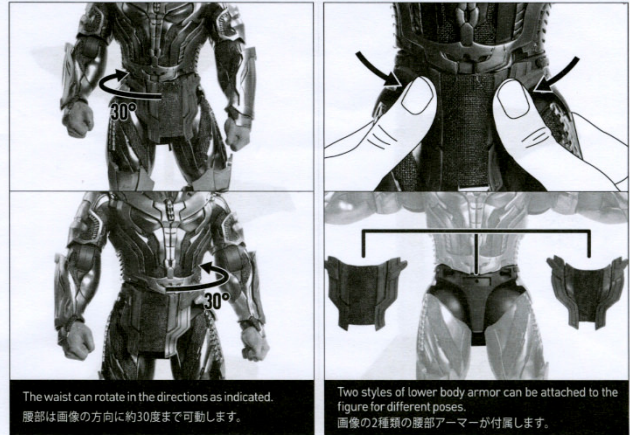 30°
30°
The waist can rotate in the directions as indicated.
腰部は画像の方向に約30度まで可動します。
Two styles of lower body armor can be attached to the
figure for different poses.
画像の2種類の腰部アーマーが付属します。